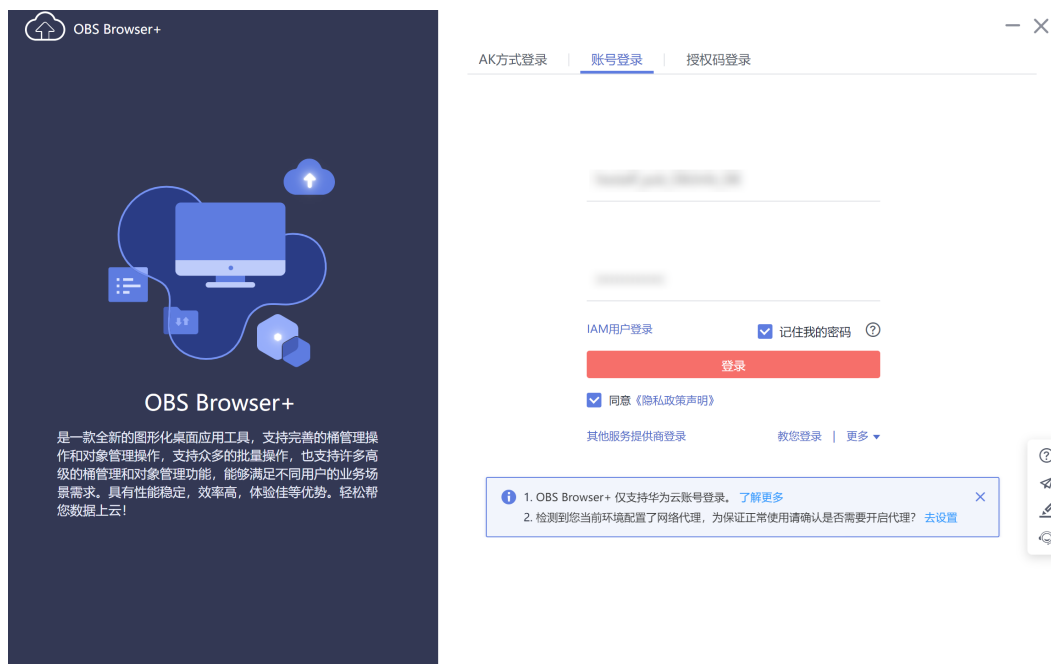 OBS Browser+
AK方式登录
账号登录
授权码登录
IAM用户登录
记住我的密码
登录
同意《隐私政策声明》
其他服务提供商登录
教您登录 | 更多
OBS Browser+
是一款全新的图形化桌面应用工具，支持完善的桶管理操
作和对象管理操作，支持众多的批量操作，也支持许多高
级的桶管理和对象管理功能，能够满足不同用户的业务场
景需求。具有性能稳定，效率高，体验佳等优势。轻松帮
您数据上云！
1. OBS Browser+ 仅支持华为云账号登录。 了解更多
2. 检测到您当前环境配置了网络代理，为保证正常使用请确认是否需要开启代理？ 去设置